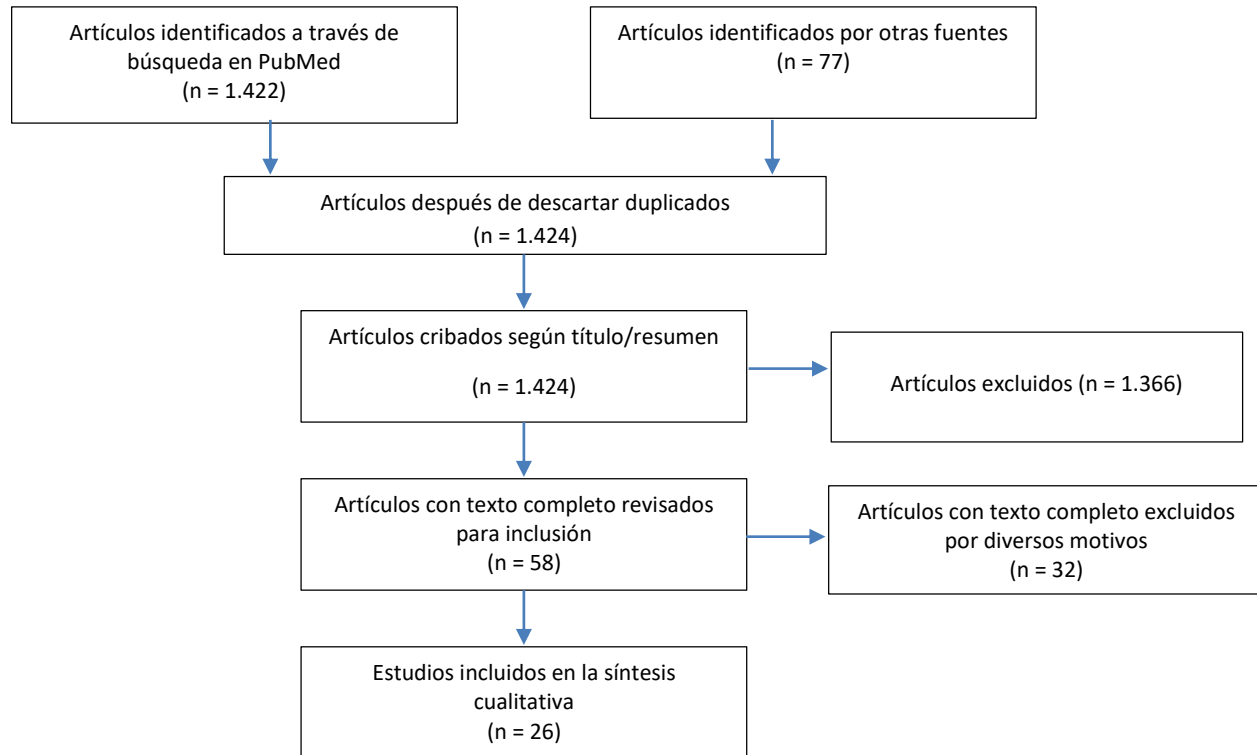 Artículos identificados a través de
búsqueda en PubMed
(n = 1.422)
Artículos identificados por otras fuentes
(n = 77)
Artículos después de descartar duplicados
(n = 1.424)
Artículos cribados según título/resumen
(n = 1.424)
Artículos excluidos (n = 1.366)
Artículos con texto completo revisados
para inclusión
(n = 58)
Artículos con texto completo excluidos
por diversos motivos
(n = 32)
Estudios incluidos en la síntesis
cualitativa
(n = 26)